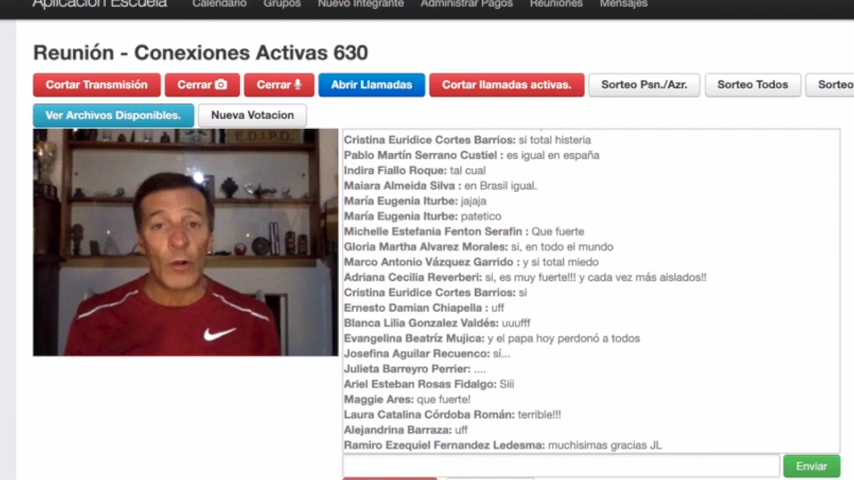 Aplicación Escuela Calendario Grupos Nuevo Integrante Administrar Pagos Reuniones Mensajes
Reunión - Conexiones Activas 630
Cortar Transmisión Cerrar Cerrar Abrir Llamadas Cortar llamadas activas. Sorteo Psn./Azr. Sorteo Todos Sorteo
Ver Archivos Disponibles. Nueva Votacion
E.D.I.P.O.
Cristina Euridice Cortes Barrios: si total histeria
Pablo Martín Serrano Custiel : es igual en españa
Indira Fiallo Roque: tal cual
Maiara Almeida Silva : en Brasil igual.
María Eugenia Iturbe: jajaja
María Eugenia Iturbe: patetico
Michelle Estefania Fenton Serafin : Que fuerte
Gloria Martha Alvarez Morales: si, en todo el mundo
Marco Antonio Vázquez Garrido : y si total miedo
Adriana Cecilia Reverberi: si, es muy fuerte!!! y cada vez más aislados!!
Cristina Euridice Cortes Barrios: si
Ernesto Damian Chiapella : uff
Blanca Lilia Gonzalez Valdés: uuufff
Evangelina Beatríz Mujica: y el papa hoy perdonó a todos
Josefina Aguilar Recuenco: sí...
Julieta Barreyro Perrier: ....
Ariel Esteban Rosas Fidalgo: Siii
Maggie Ares: que fuerte!
Laura Catalina Córdoba Román: terrible!!!
Alejandrina Barraza: uff
Ramiro Ezequiel Fernandez Ledesma: muchisimas gracias JL
Enviar